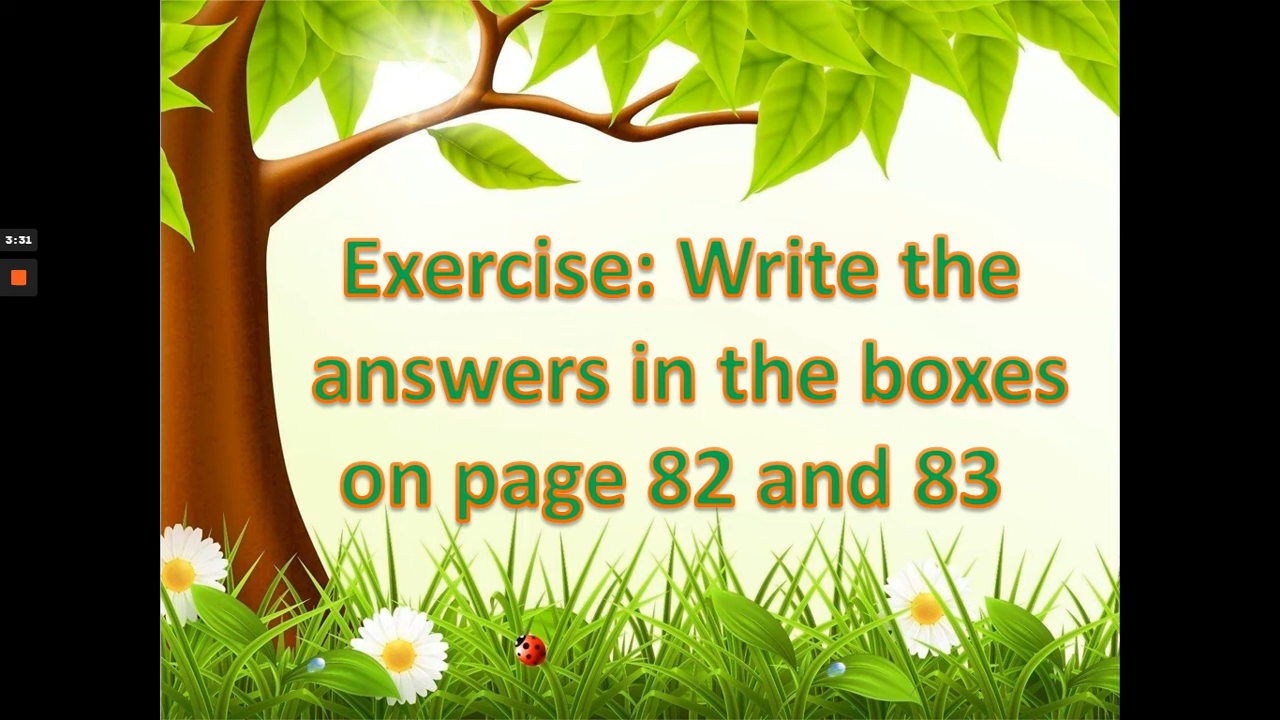 3:31
Exercise: Write the
answers in the boxes
on page 82 and 83